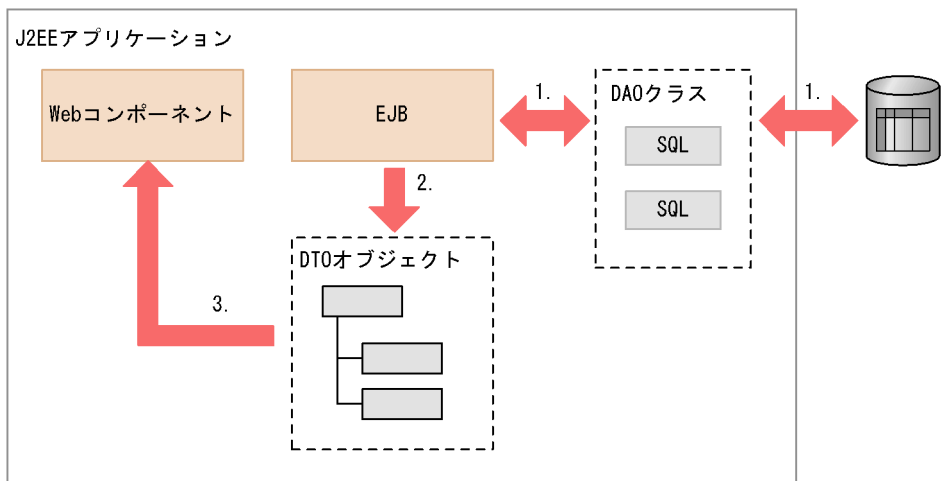 J2EEアプリケーション
Webコンポーネント
EJB
1.
DAOクラス
1.
SQL
SQL
2.
DTOオブジェクト
3.